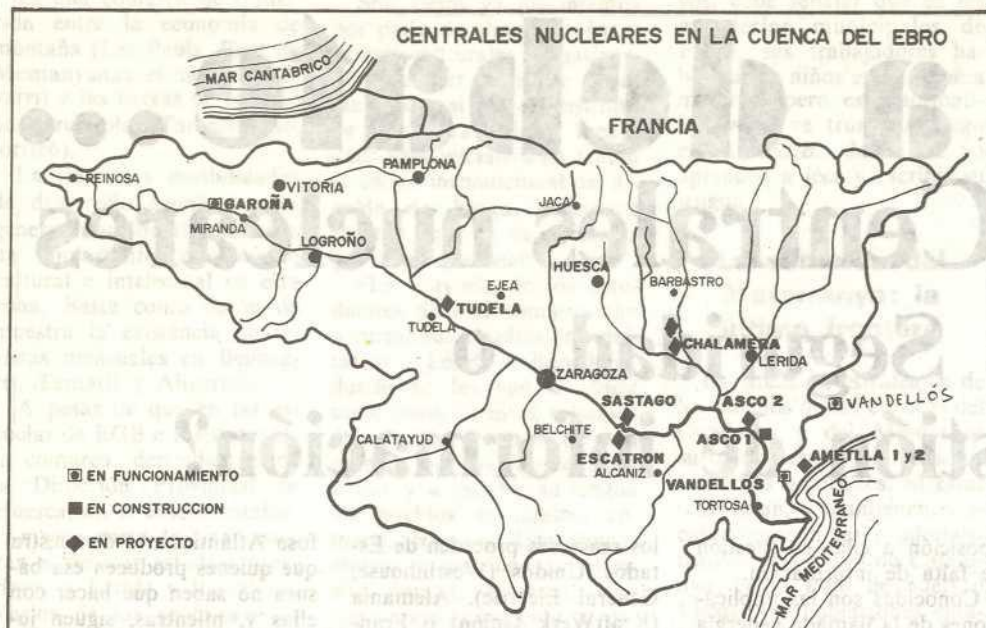 CENTRALES NUCLEARES EN LA CUENCA DEL EBRO
MAR CANTABRICO
FRANCIA
REINOSA
VITORIA
PAMPLONA
GAROÑA
MIRANDA
JACA
LOGROÑO
HUESCA
BARBASTRO
EJEA
TUDELA
TUDELA
CHALAMERA
LERIDA
ZARAGOZA
VANDELLÓS
SASTAGO
ASCO 2
CALATAYUD
BELCHITE
ASCO 1
ESCATRON
AMETLLA 1 y 2
ALCAÑIZ
VANDELLOS
TORTOSA
MAR MEDITERRANEO
EN FUNCIONAMIENTO
EN CONSTRUCCION
EN PROYECTO